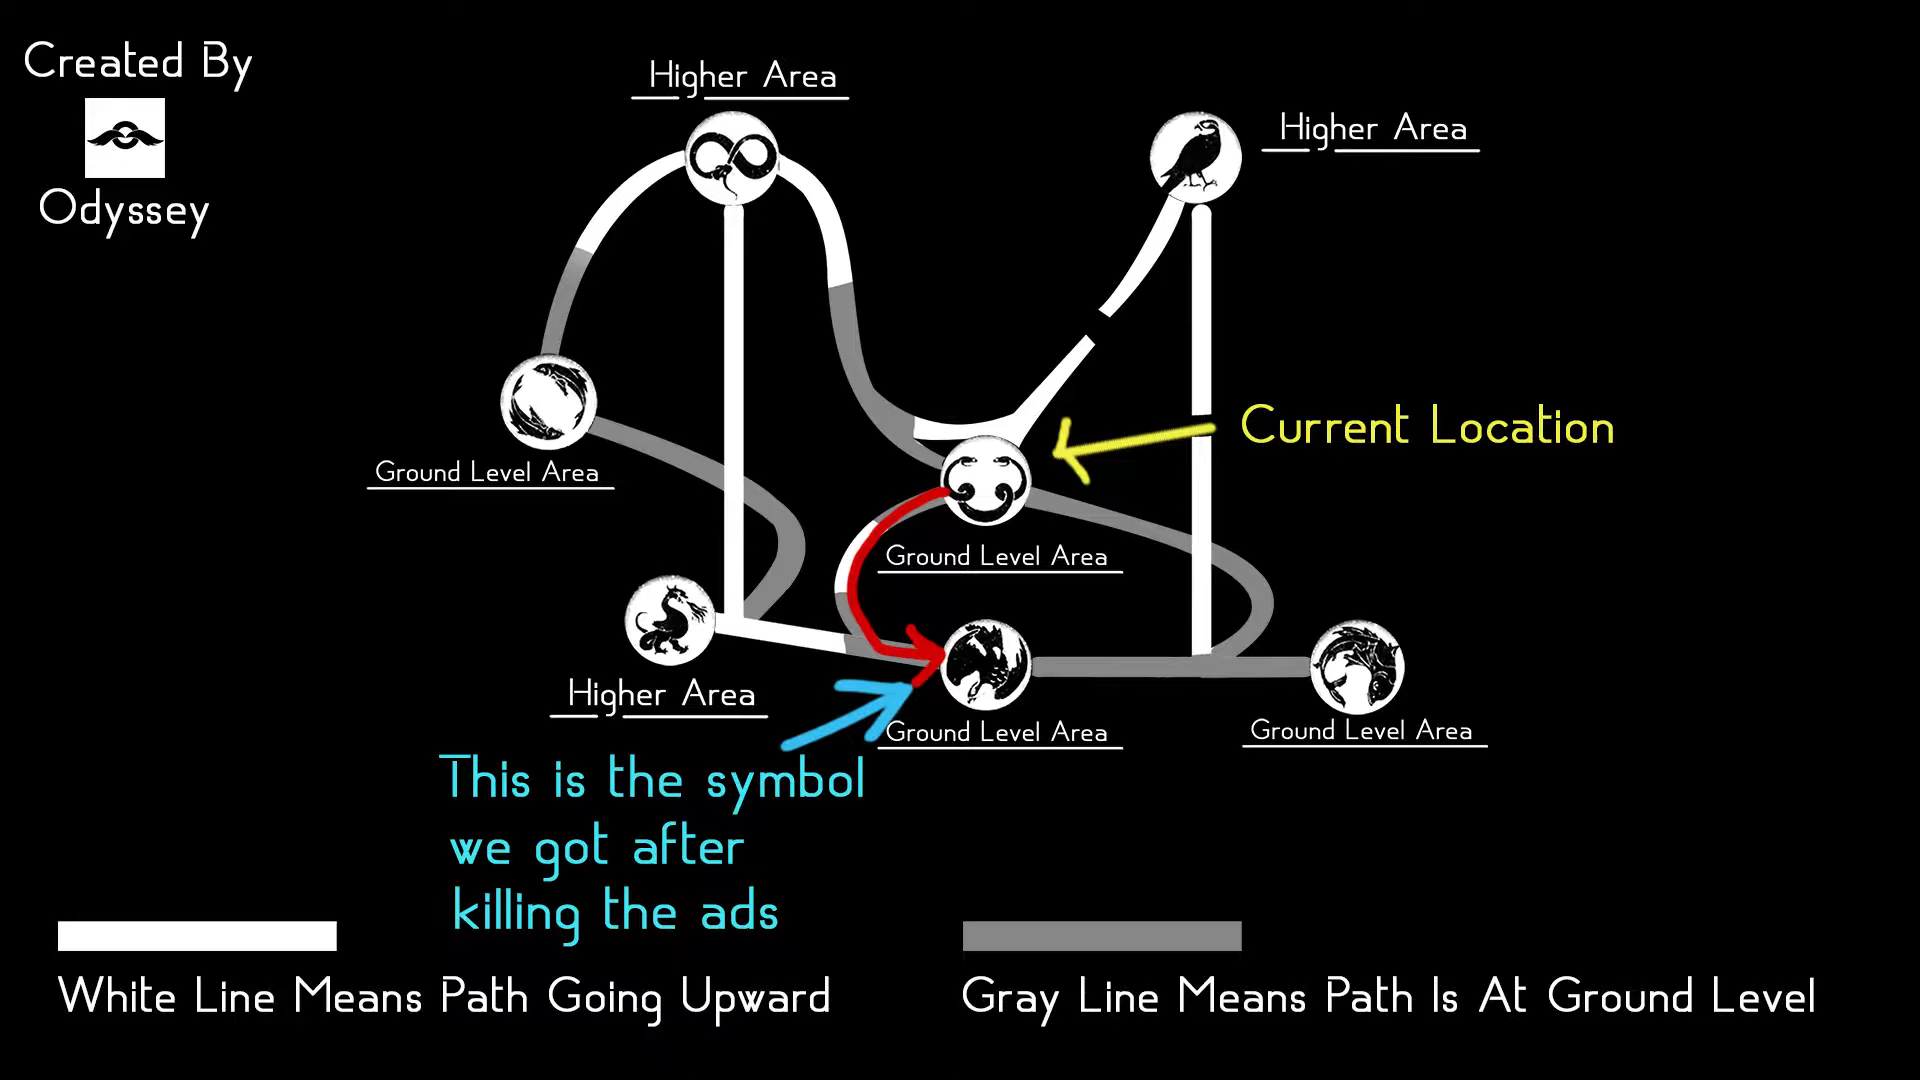 Created By
Odyssey
Higher Area
Higher Area
Current Location
Ground Level Area
Ground Level Area
Higher Area
Ground Level Area
Ground Level Area
This is the symbol
we got after
killing the ads
White Line Means Path Going Upward
Gray Line Means Path Is At Ground Level